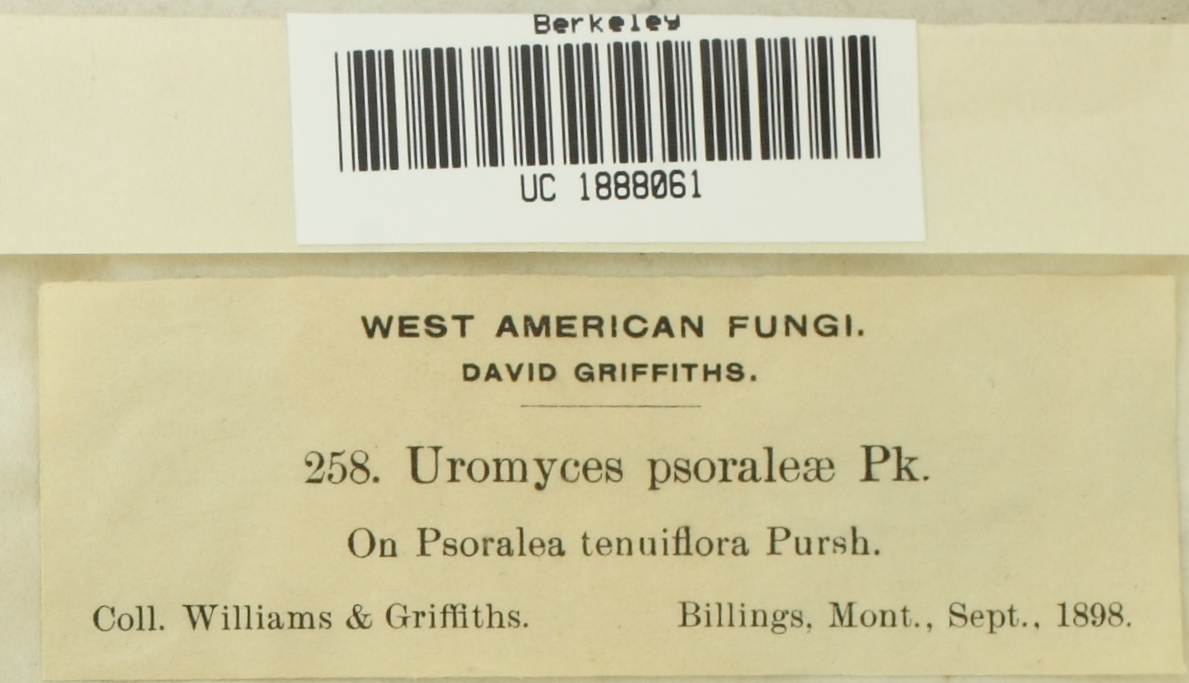 Berkeley
UC 1888061
WEST AMERICAN FUNGI.
DAVID GRIFFITHS.
258. Uromyces psoraleæ Pk.
On Psoralea tenuiflora Pursh.
Coll. Williams & Griffiths. Billings, Mont., Sept., 1898.